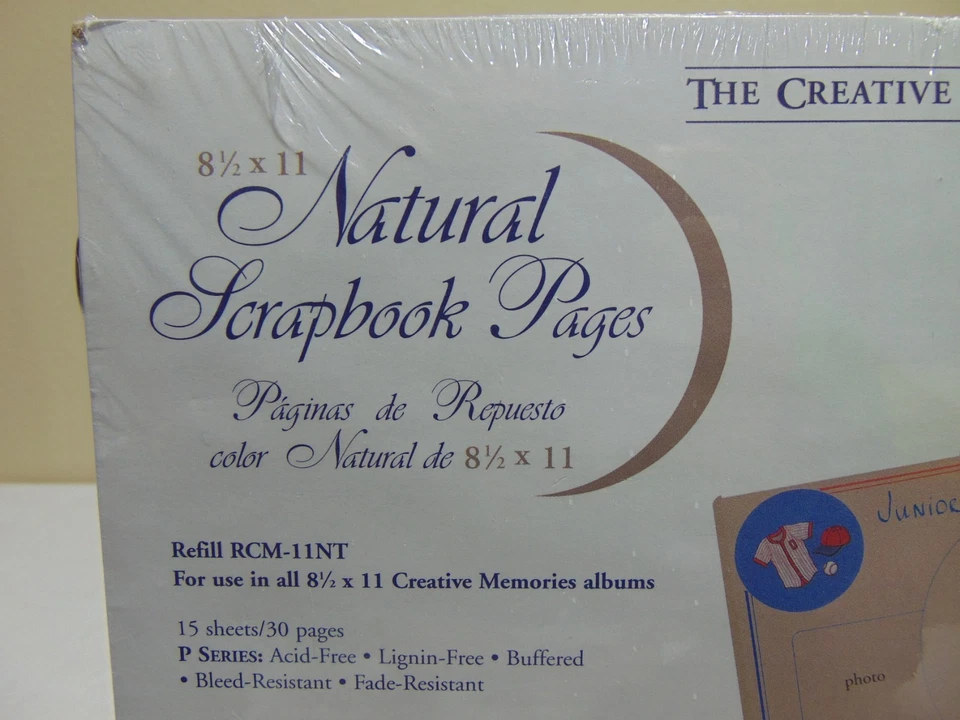 THE CREATIVE
8½ x 11
Natural
Scrapbook Pages
Páginas de Repuesto
color Natural de 8½ x 11
Refill RCM-11NT
For use in all 8½ x 11 Creative Memories albums
15 sheets/30 pages
P SERIES: Acid-Free • Lignin-Free • Buffered
• Bleed-Resistant • Fade-Resistant
JUNIOR
photo